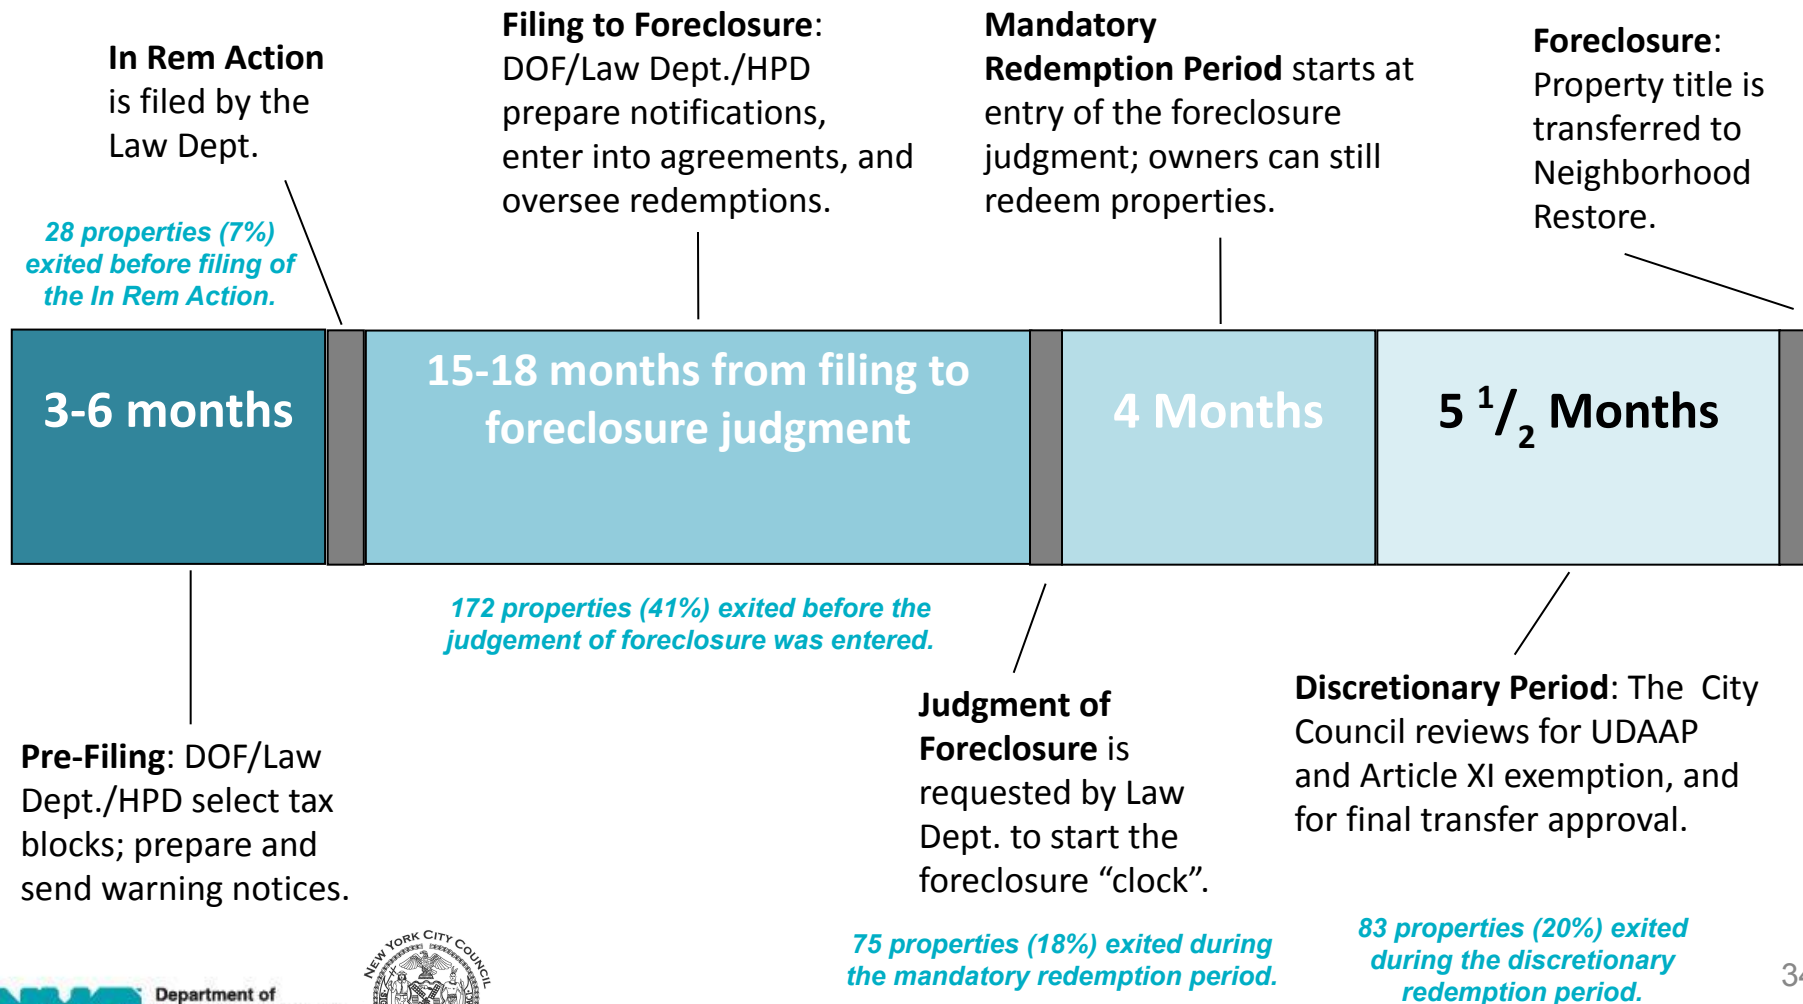 In Rem Action
is filed by the
Law Dept.
Filing to Foreclosure:
DOF/Law Dept./HPD
prepare notifications,
enter into agreements, and
oversee redemptions.
Mandatory
Redemption Period starts at
entry of the foreclosure
judgment; owners can still
redeem properties.
Foreclosure:
Property title is
transferred to
Neighborhood
Restore.
28 properties (7%)
exited before filing of
the In Rem Action.
3-6 months
15-18 months from filing to
foreclosure judgment
4 Months
5 1/2 Months
172 properties (41%) exited before the
judgement of foreclosure was entered.
Pre-Filing: DOF/Law
Dept./HPD select tax
blocks; prepare and
send warning notices.
Judgment of
Foreclosure is
requested by Law
Dept. to start the
foreclosure “clock”.
Discretionary Period: The City
Council reviews for UDAAP
and Article XI exemption, and
for final transfer approval.
75 properties (18%) exited during
the mandatory redemption period.
83 properties (20%) exited
during the discretionary
redemption period.
Department of
NEW YORK CITY COUNCIL
34